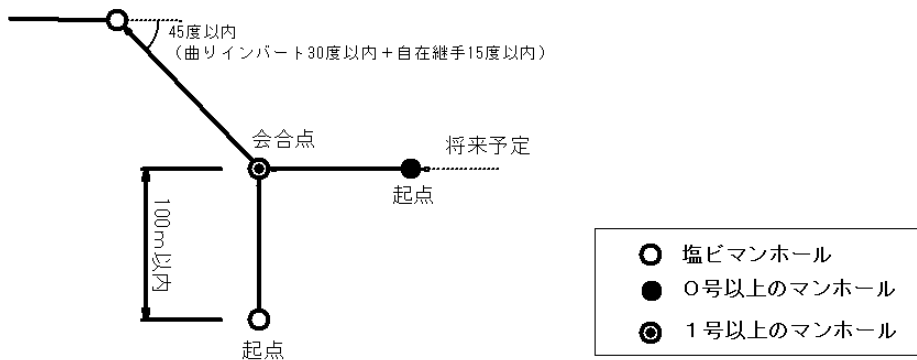 45度以内
（曲りインバート30度以内＋自在継手15度以内）
会合点
将来予定
起点
100m以内
起点
塩ビマンホール
０号以上のマンホール
１号以上のマンホール